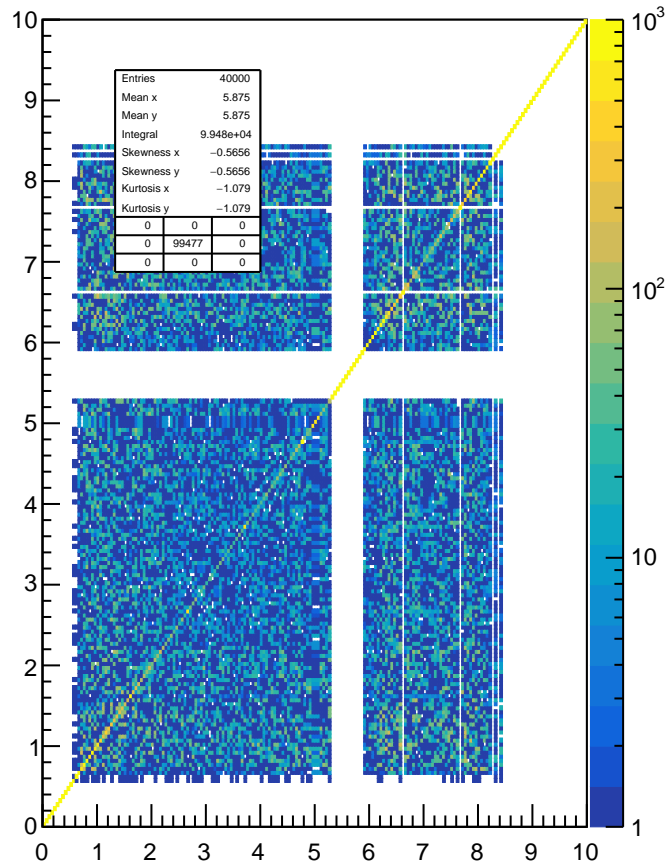 10
9
8
7
6
5
4
3
2
1
0
Entries 40000
Mean x 5.875
Mean y 5.875
Integral 9.948e+04
Skewness x −0.5656
Skewness y −0.5656
Kurtosis x −1.079
Kurtosis y −1.079
0 0 0
0 99477 0
0 0 0
0 1 2 3 4 5 6 7 8 9 10
10³
10²
10
1